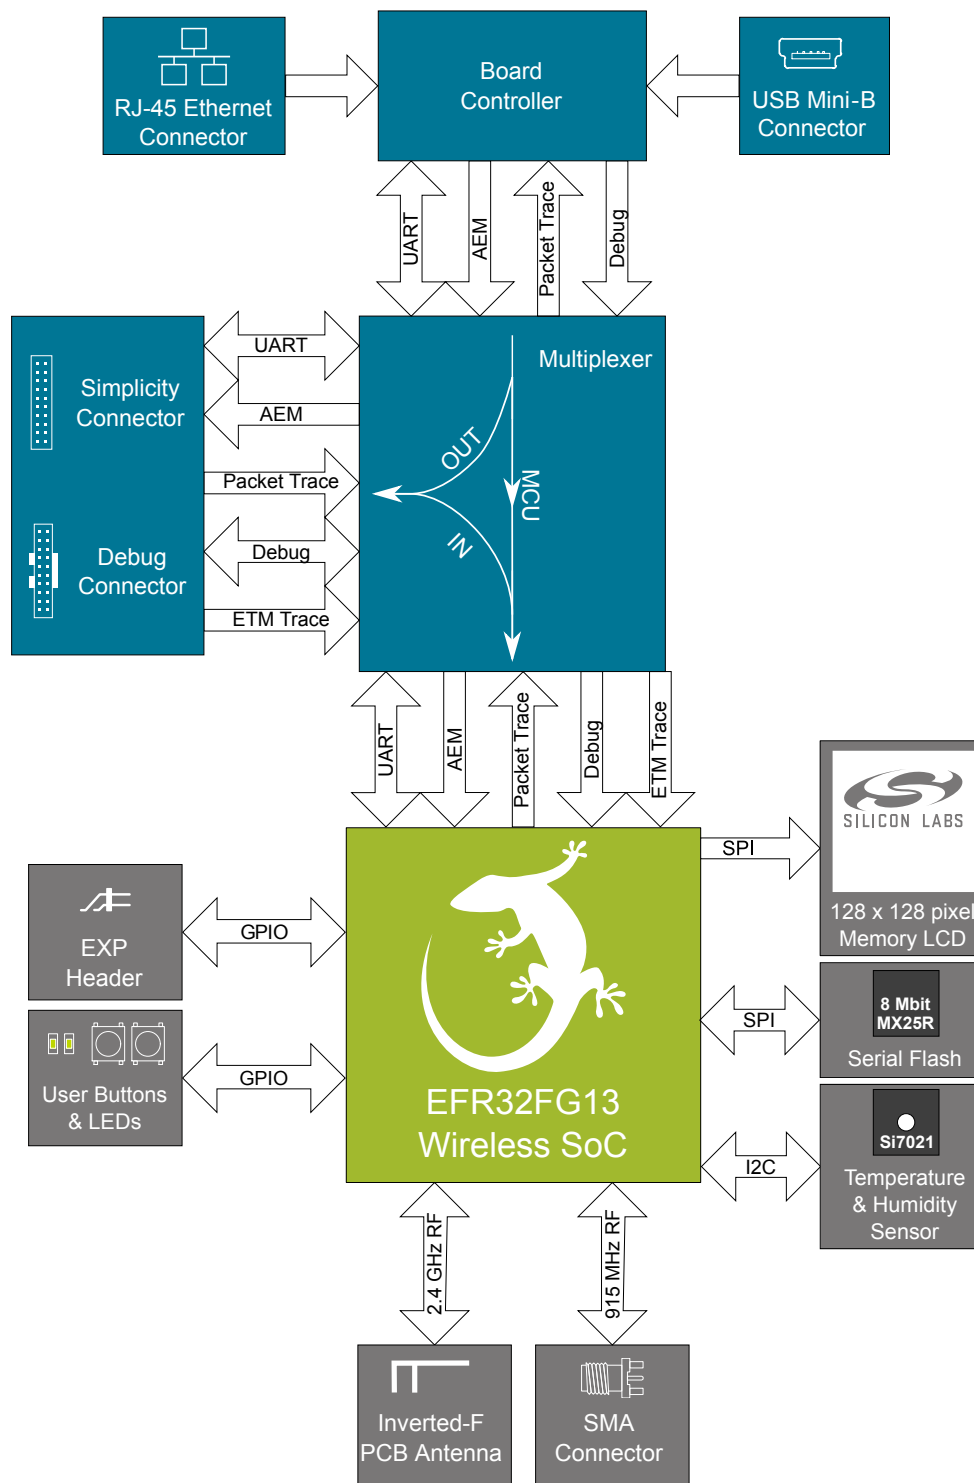 RJ-45 Ethernet
Connector
Board
Controller
USB Mini-B
Connector
UART
AEM
Packet Trace
Debug
Simplicity
Connector
Debug
Connector
UART
AEM
Packet Trace
Debug
ETM Trace
Multiplexer
OUT
MCU
IN
UART
AEM
Packet Trace
Debug
ETM Trace
SILICON LABS
128 x 128 pixel
Memory LCD
SPI
EXP
Header
GPIO
8 Mbit
MX25R
Serial Flash
SPI
User Buttons
& LEDs
GPIO
EFR32FG13
Wireless SoC
I2C
Si7021
Temperature
& Humidity
Sensor
2.4 GHz RF
915 MHz RF
Inverted-F
PCB Antenna
SMA
Connector